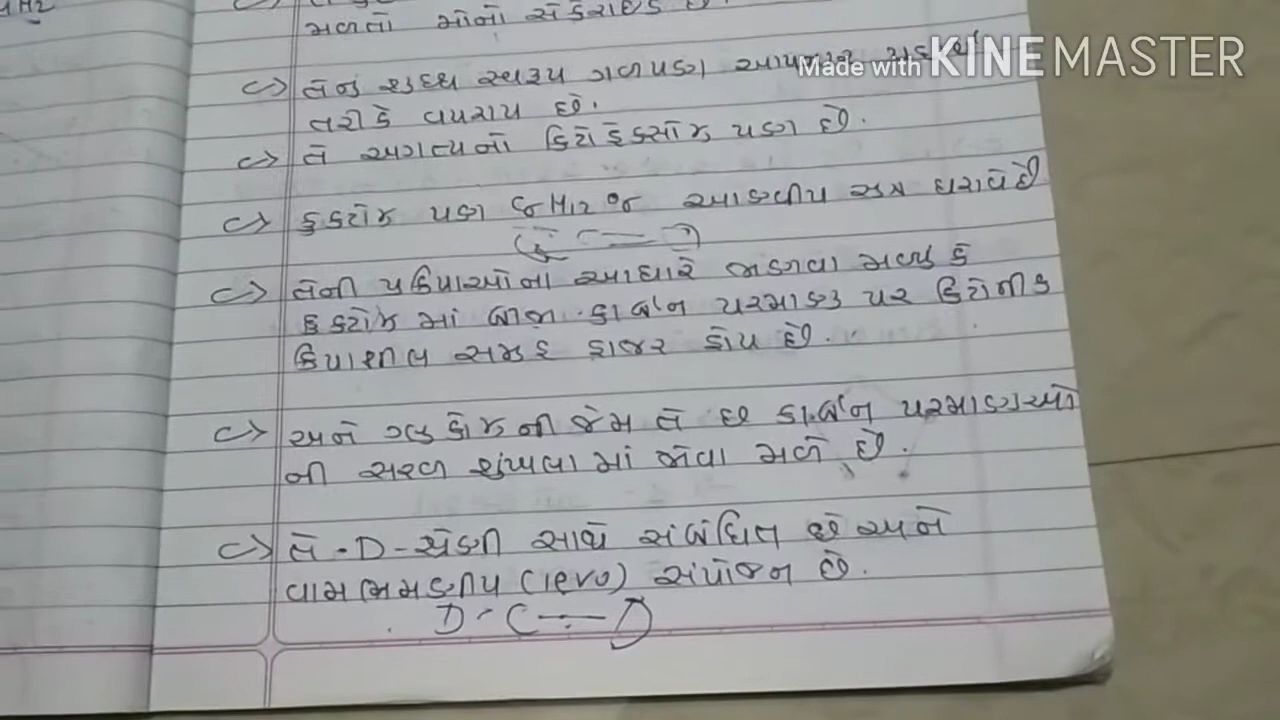 મળતો મોનો સેકેરાઇડ છે.
Made with KINEMASTER
=> તેનું શુદ્ધ સ્વરૂપ ગળપણ આપનાર
તરીકે વપરાય છે.
=> તે અગત્યનો કિટોહેક્સોઝ પણ છે.
=> ફ્રુક્ટોઝ પણ C6H12O6 આણ્વીય સૂત્ર ધરાવે છે
=> તેની પ્રક્રિયાઓના આધારે જાણવા મળ્યુ કે
ફ્રુક્ટોઝ માં બીજા કાર્બન પરમાણુ પર કિટોનીક
ક્રિયાશીલ સમૂહ હાજર હોય છે.
=> અને ગ્લુકોઝની જેમ તે છ કાર્બન પરમાણુઓ
ની સરળ શૃંખલા માં જોવા મળે છે.
=> તે D-શ્રેણી સાથે સંબંધિત છે અને
વામભ્રમણીય (levo) સંયોજન છે.